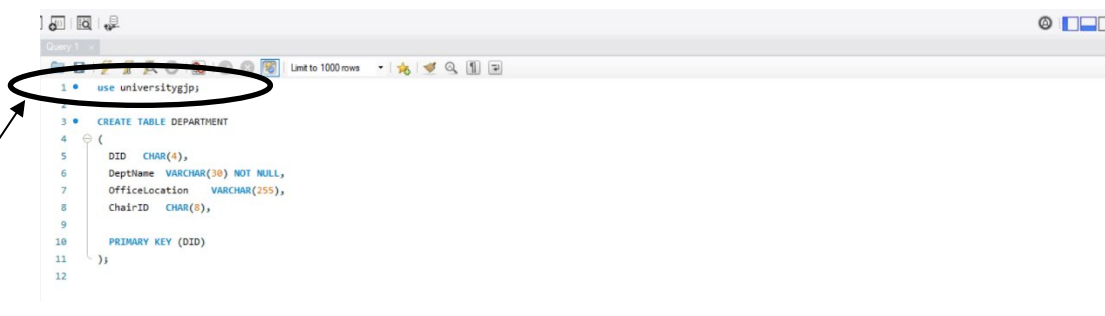 Query 1
Limit to 1000 rows
1 use universitygjp;
2
3 CREATE TABLE DEPARTMENT
4 (
5 DID CHAR(4),
6 DeptName VARCHAR(30) NOT NULL,
7 OfficeLocation VARCHAR(255),
8 ChairID CHAR(8),
9
10 PRIMARY KEY (DID)
11 );
12